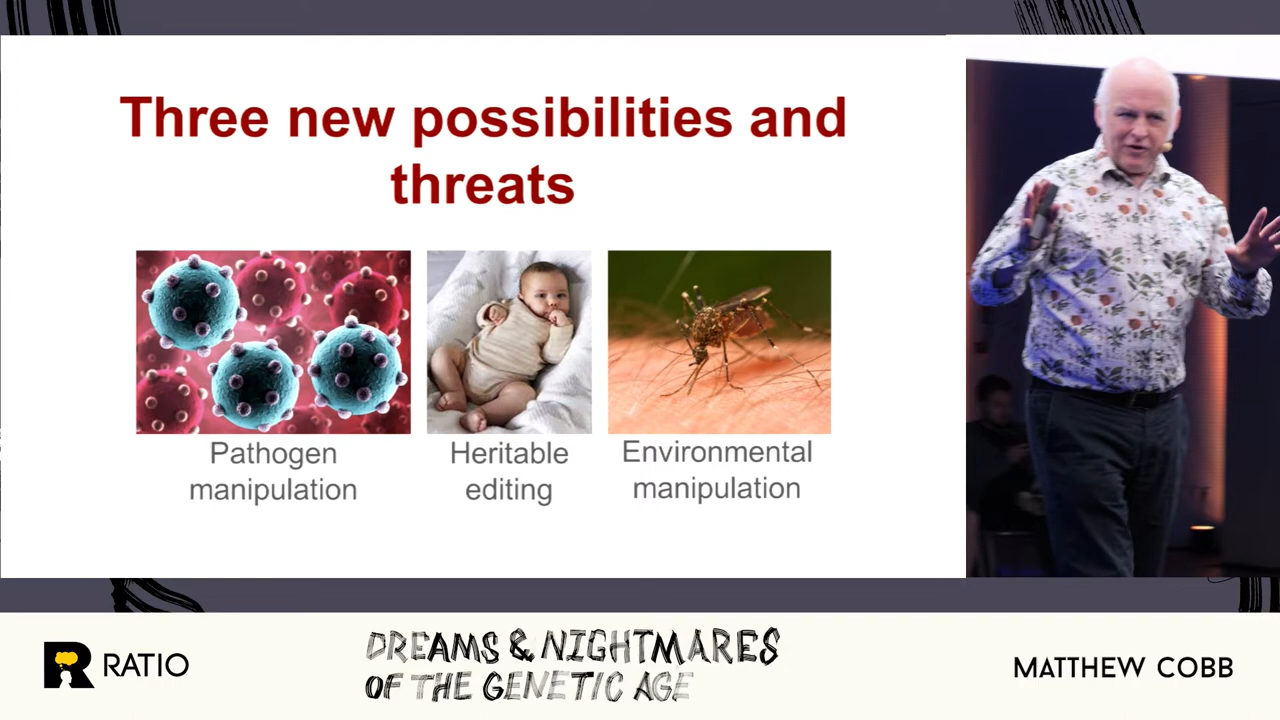 Three new possibilities and
threats
Pathogen
manipulation
Heritable
editing
Environmental
manipulation
RATIO
DREAMS & NIGHTMARES
OF THE GENETIC AGE
MATTHEW COBB